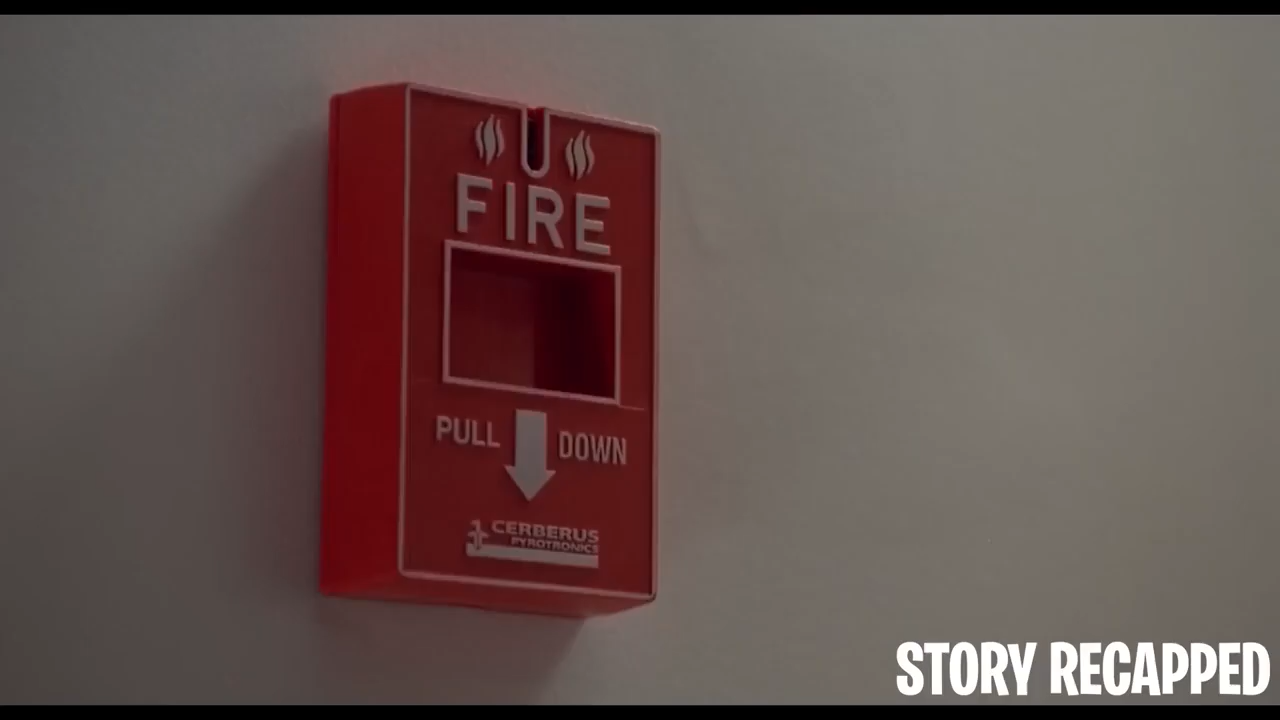 FIRE
PULL DOWN
CERBERUS
PYROTRONICS
STORY RECAPPED